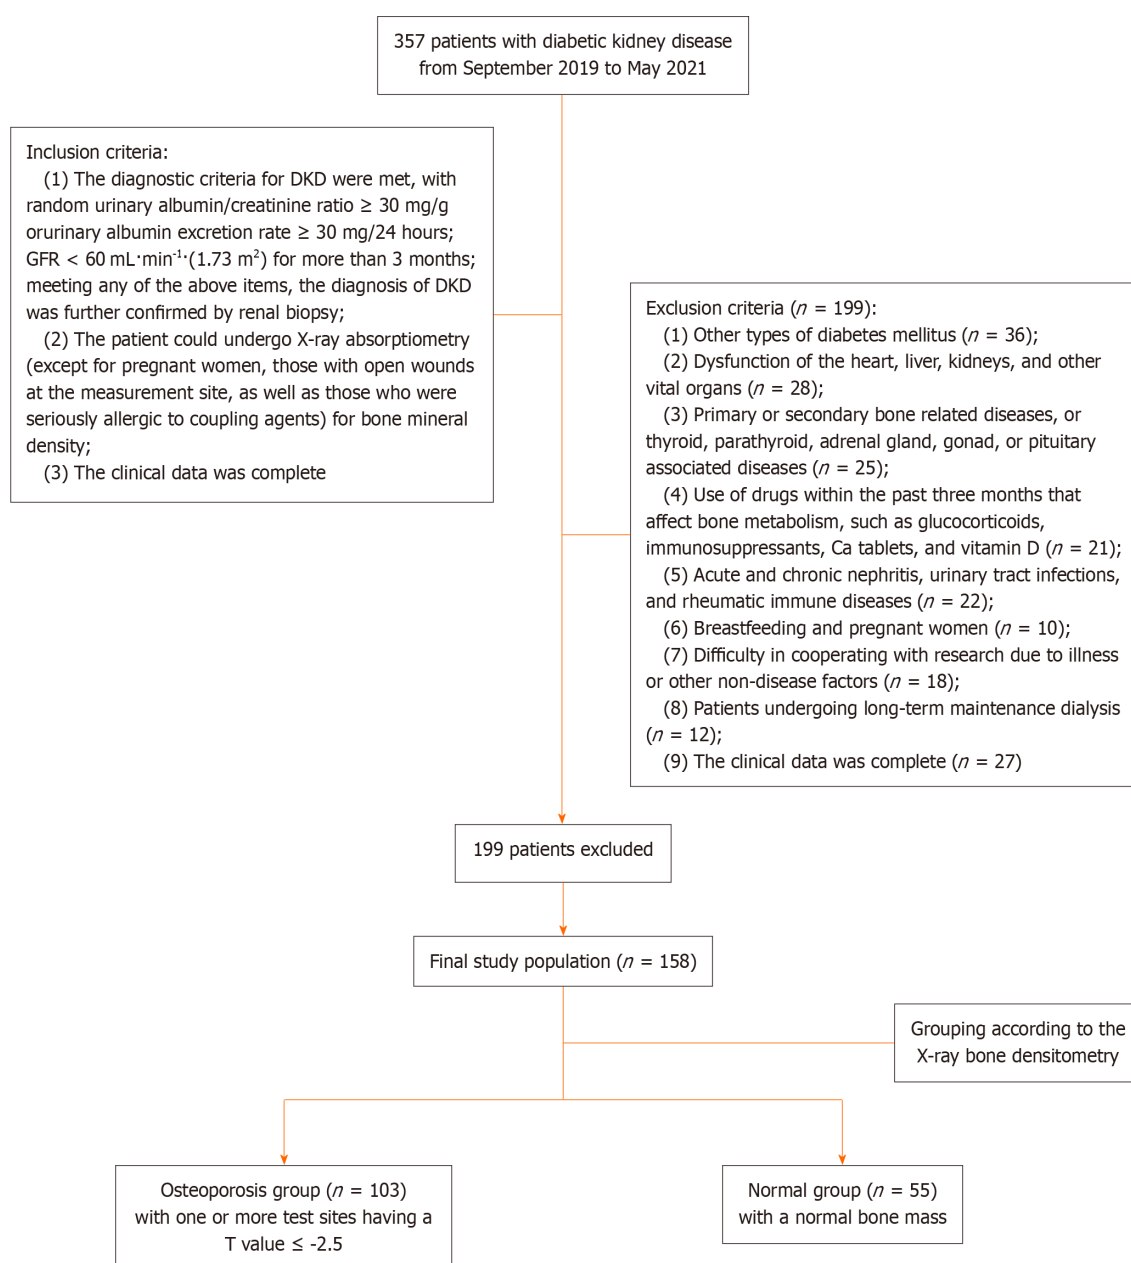 357 patients with diabetic kidney disease
from September 2019 to May 2021
Inclusion criteria:
(1) The diagnostic criteria for DKD were met, with
random urinary albumin/creatinine ratio ≥ 30 mg/g
orurinary albumin excretion rate ≥ 30 mg/24 hours;
GFR < 60 mL·min⁻¹·(1.73 m²) for more than 3 months;
meeting any of the above items, the diagnosis of DKD
was further confirmed by renal biopsy;
(2) The patient could undergo X-ray absorptiometry
(except for pregnant women, those with open wounds
at the measurement site, as well as those who were
seriously allergic to coupling agents) for bone mineral
density;
(3) The clinical data was complete
Exclusion criteria (n = 199):
(1) Other types of diabetes mellitus (n = 36);
(2) Dysfunction of the heart, liver, kidneys, and other
vital organs (n = 28);
(3) Primary or secondary bone related diseases, or
thyroid, parathyroid, adrenal gland, gonad, or pituitary
associated diseases (n = 25);
(4) Use of drugs within the past three months that
affect bone metabolism, such as glucocorticoids,
immunosuppressants, Ca tablets, and vitamin D (n = 21);
(5) Acute and chronic nephritis, urinary tract infections,
and rheumatic immune diseases (n = 22);
(6) Breastfeeding and pregnant women (n = 10);
(7) Difficulty in cooperating with research due to illness
or other non-disease factors (n = 18);
(8) Patients undergoing long-term maintenance dialysis
(n = 12);
(9) The clinical data was complete (n = 27)
199 patients excluded
Final study population (n = 158)
Grouping according to the
X-ray bone densitometry
Osteoporosis group (n = 103)
with one or more test sites having a
T value ≤ -2.5
Normal group (n = 55)
with a normal bone mass